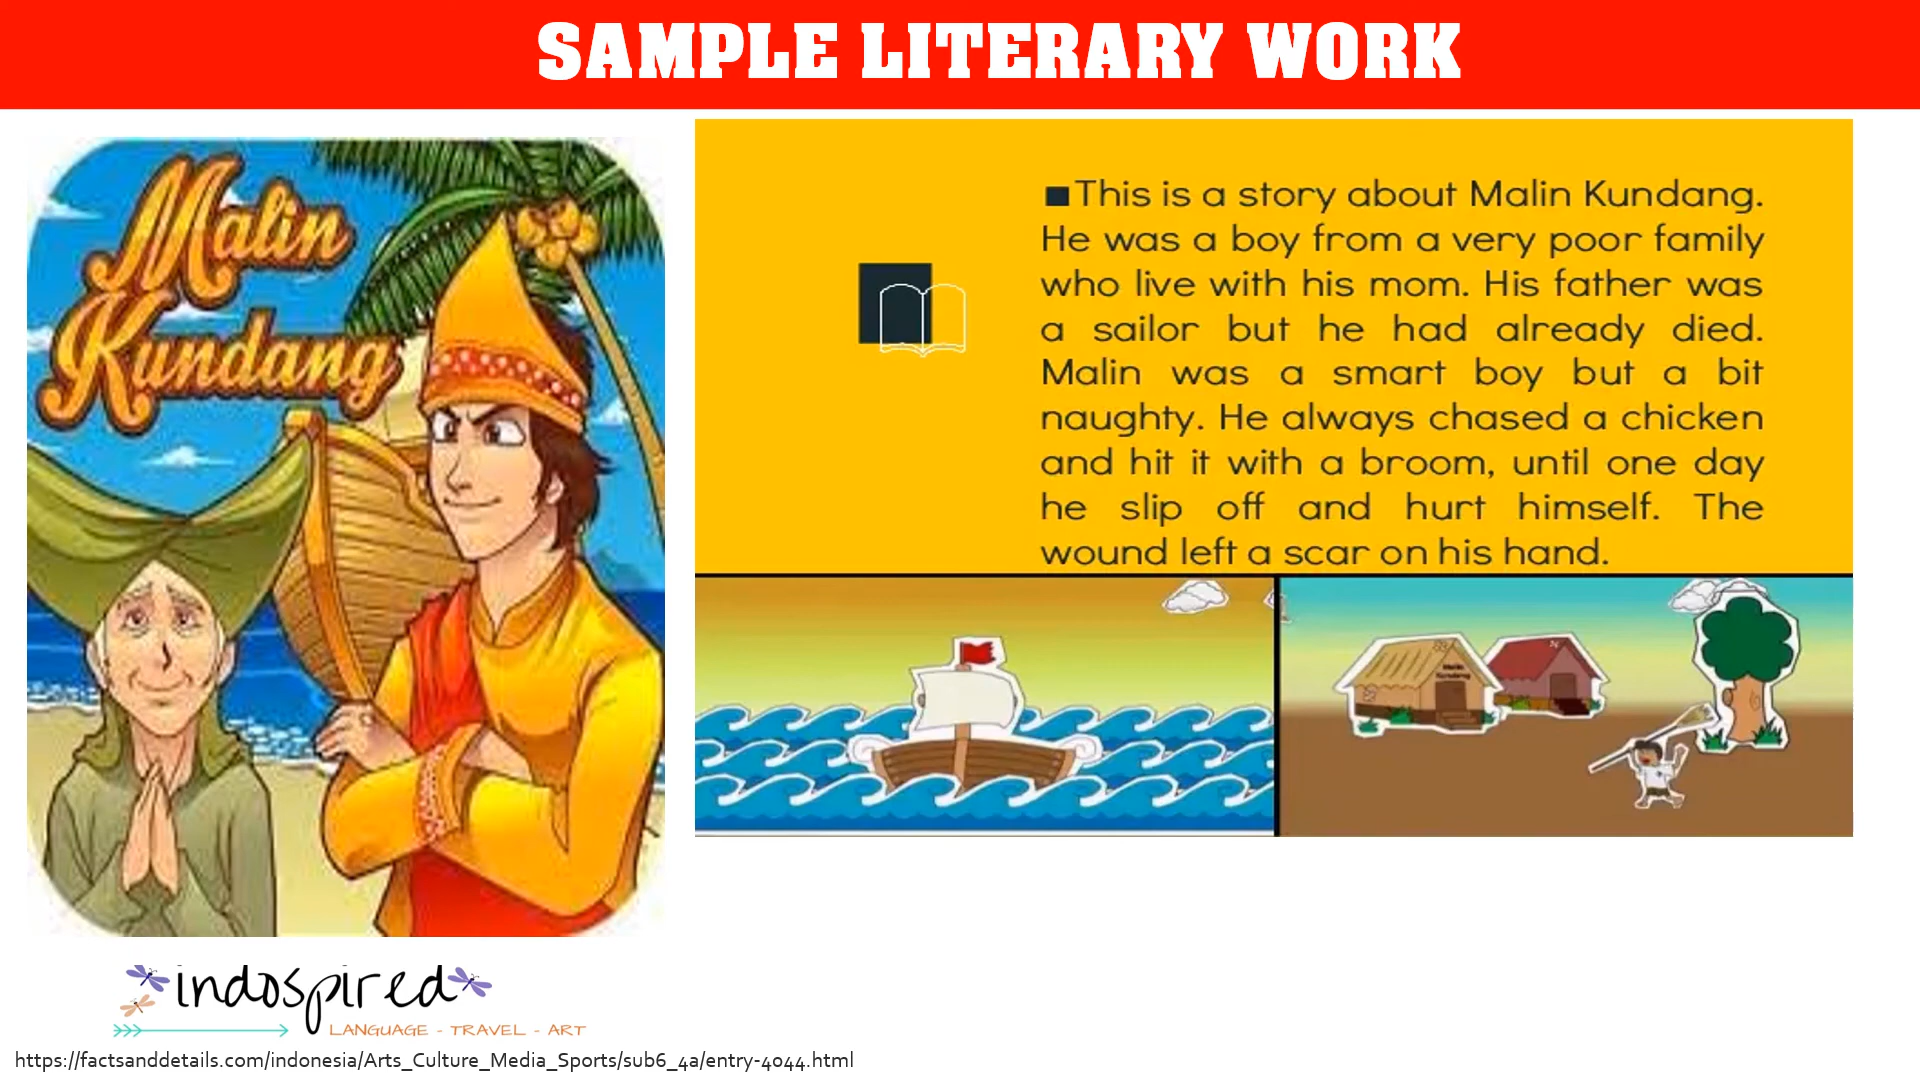 SAMPLE LITERARY WORK
Malin
Kundang
This is a story about Malin Kundang.
He was a boy from a very poor family
who live with his mom. His father was
a sailor but he had already died.
Malin was a smart boy but a bit
naughty. He always chased a chicken
and hit it with a broom, until one day
he slip off and hurt himself. The
wound left a scar on his hand.
Malin
Kundang
indospired
LANGUAGE - TRAVEL - ART
https://factsanddetails.com/indonesia/Arts_Culture_Media_Sports/sub6_4a/entry-4044.html